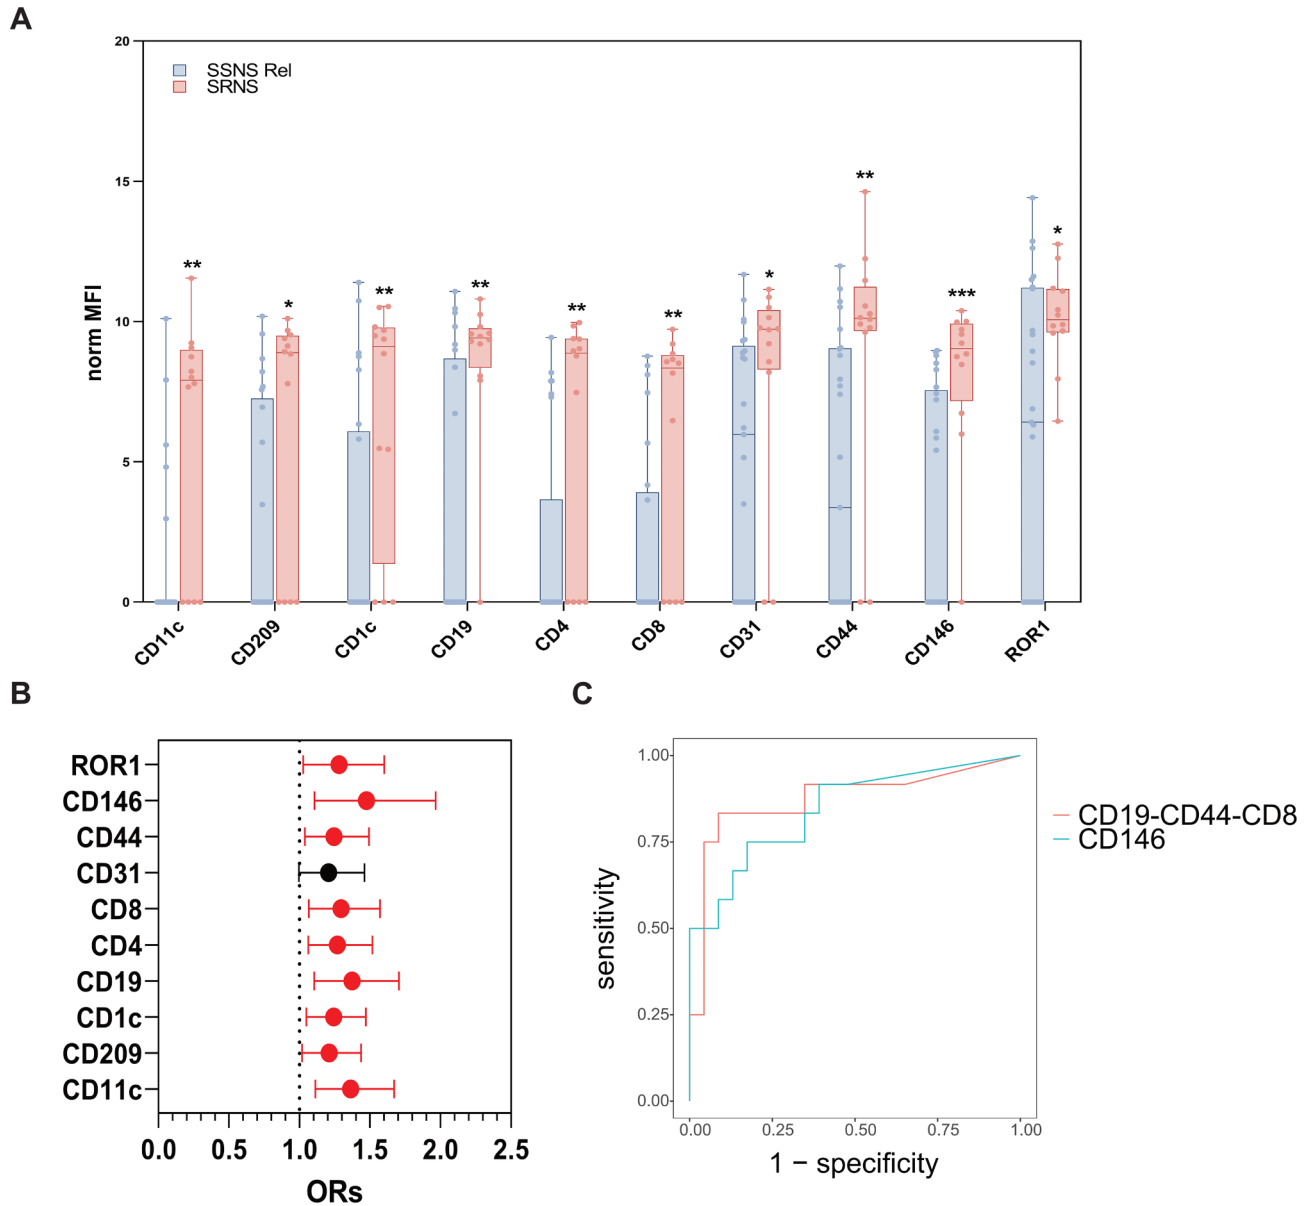 A
20
SSNS Rel
SRNS
15
10
5
0
norm MFI
** * ** ** ** ** * ** *** *
CD11c CD209 CD1c CD19 CD4 CD8 CD31 CD44 CD146 ROR1
B
ROR1
CD146
CD44
CD31
CD8
CD4
CD19
CD1c
CD209
CD11c
0.0 0.5 1.0 1.5 2.0 2.5
ORs
C
1.00
0.75
0.50
0.25
0.00
sensitivity
0.00 0.25 0.50 0.75 1.00
1 − specificity
CD19-CD44-CD8
CD146